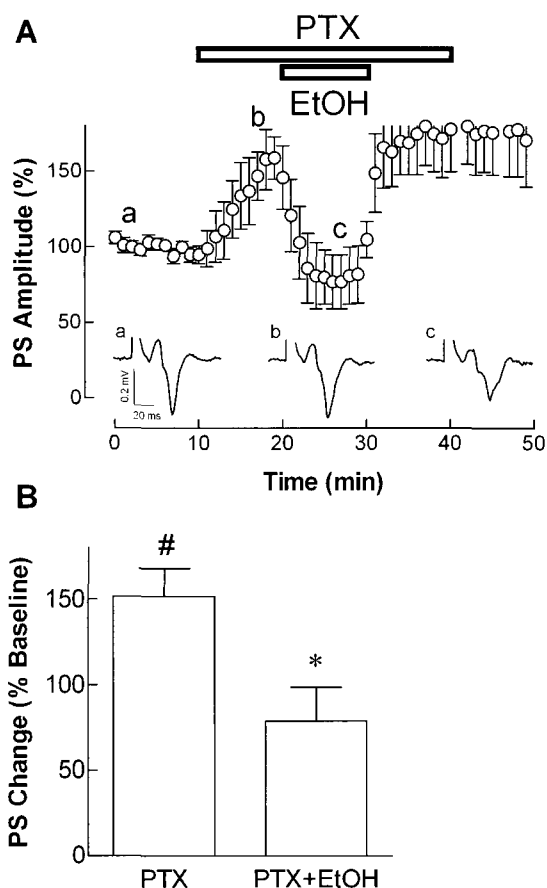 A
PTX
EtOH
PS Amplitude (%)
150
100
50
0
a
b
c
a
b
c
0.2 mV
20 ms
0 10 20 30 40 50
Time (min)
B
PS Change (% Baseline)
150
100
50
0
#
*
PTX PTX+EtOH